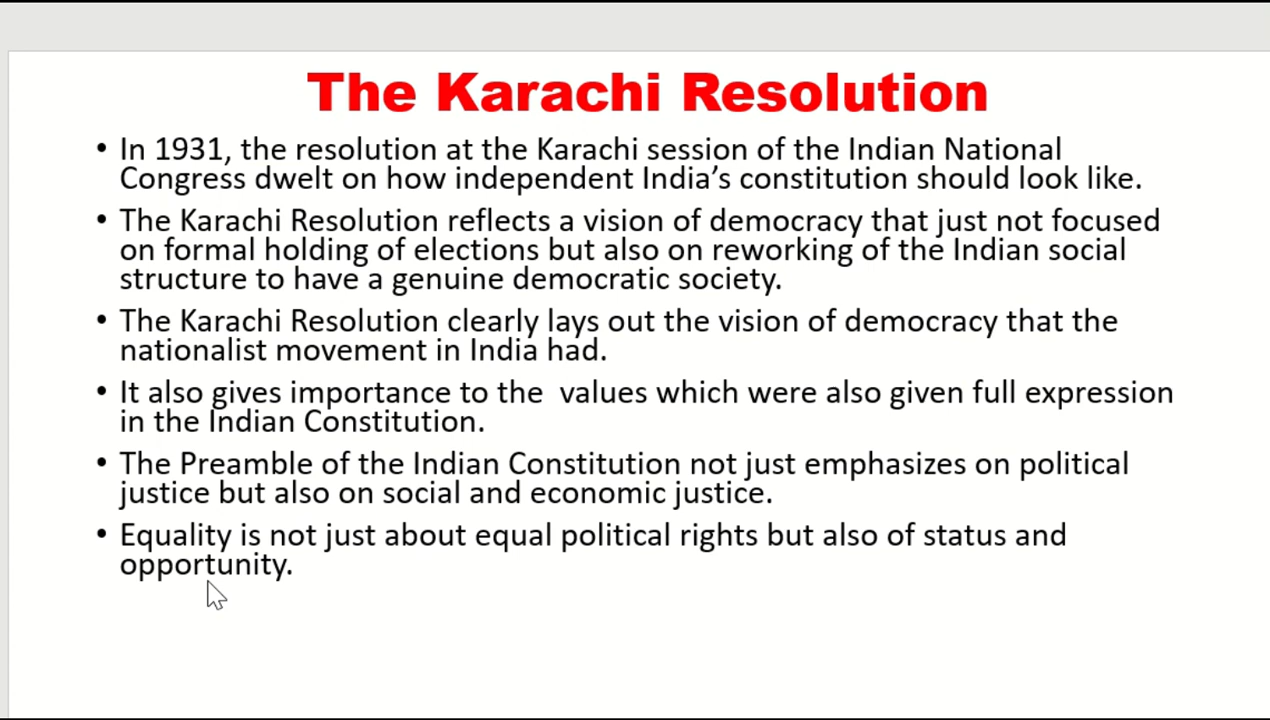 The Karachi Resolution
• In 1931, the resolution at the Karachi session of the Indian National
Congress dwelt on how independent India’s constitution should look like.
• The Karachi Resolution reflects a vision of democracy that just not focused
on formal holding of elections but also on reworking of the Indian social
structure to have a genuine democratic society.
• The Karachi Resolution clearly lays out the vision of democracy that the
nationalist movement in India had.
• It also gives importance to the  values which were also given full expression
in the Indian Constitution.
• The Preamble of the Indian Constitution not just emphasizes on political
justice but also on social and economic justice.
• Equality is not just about equal political rights but also of status and
opportunity.